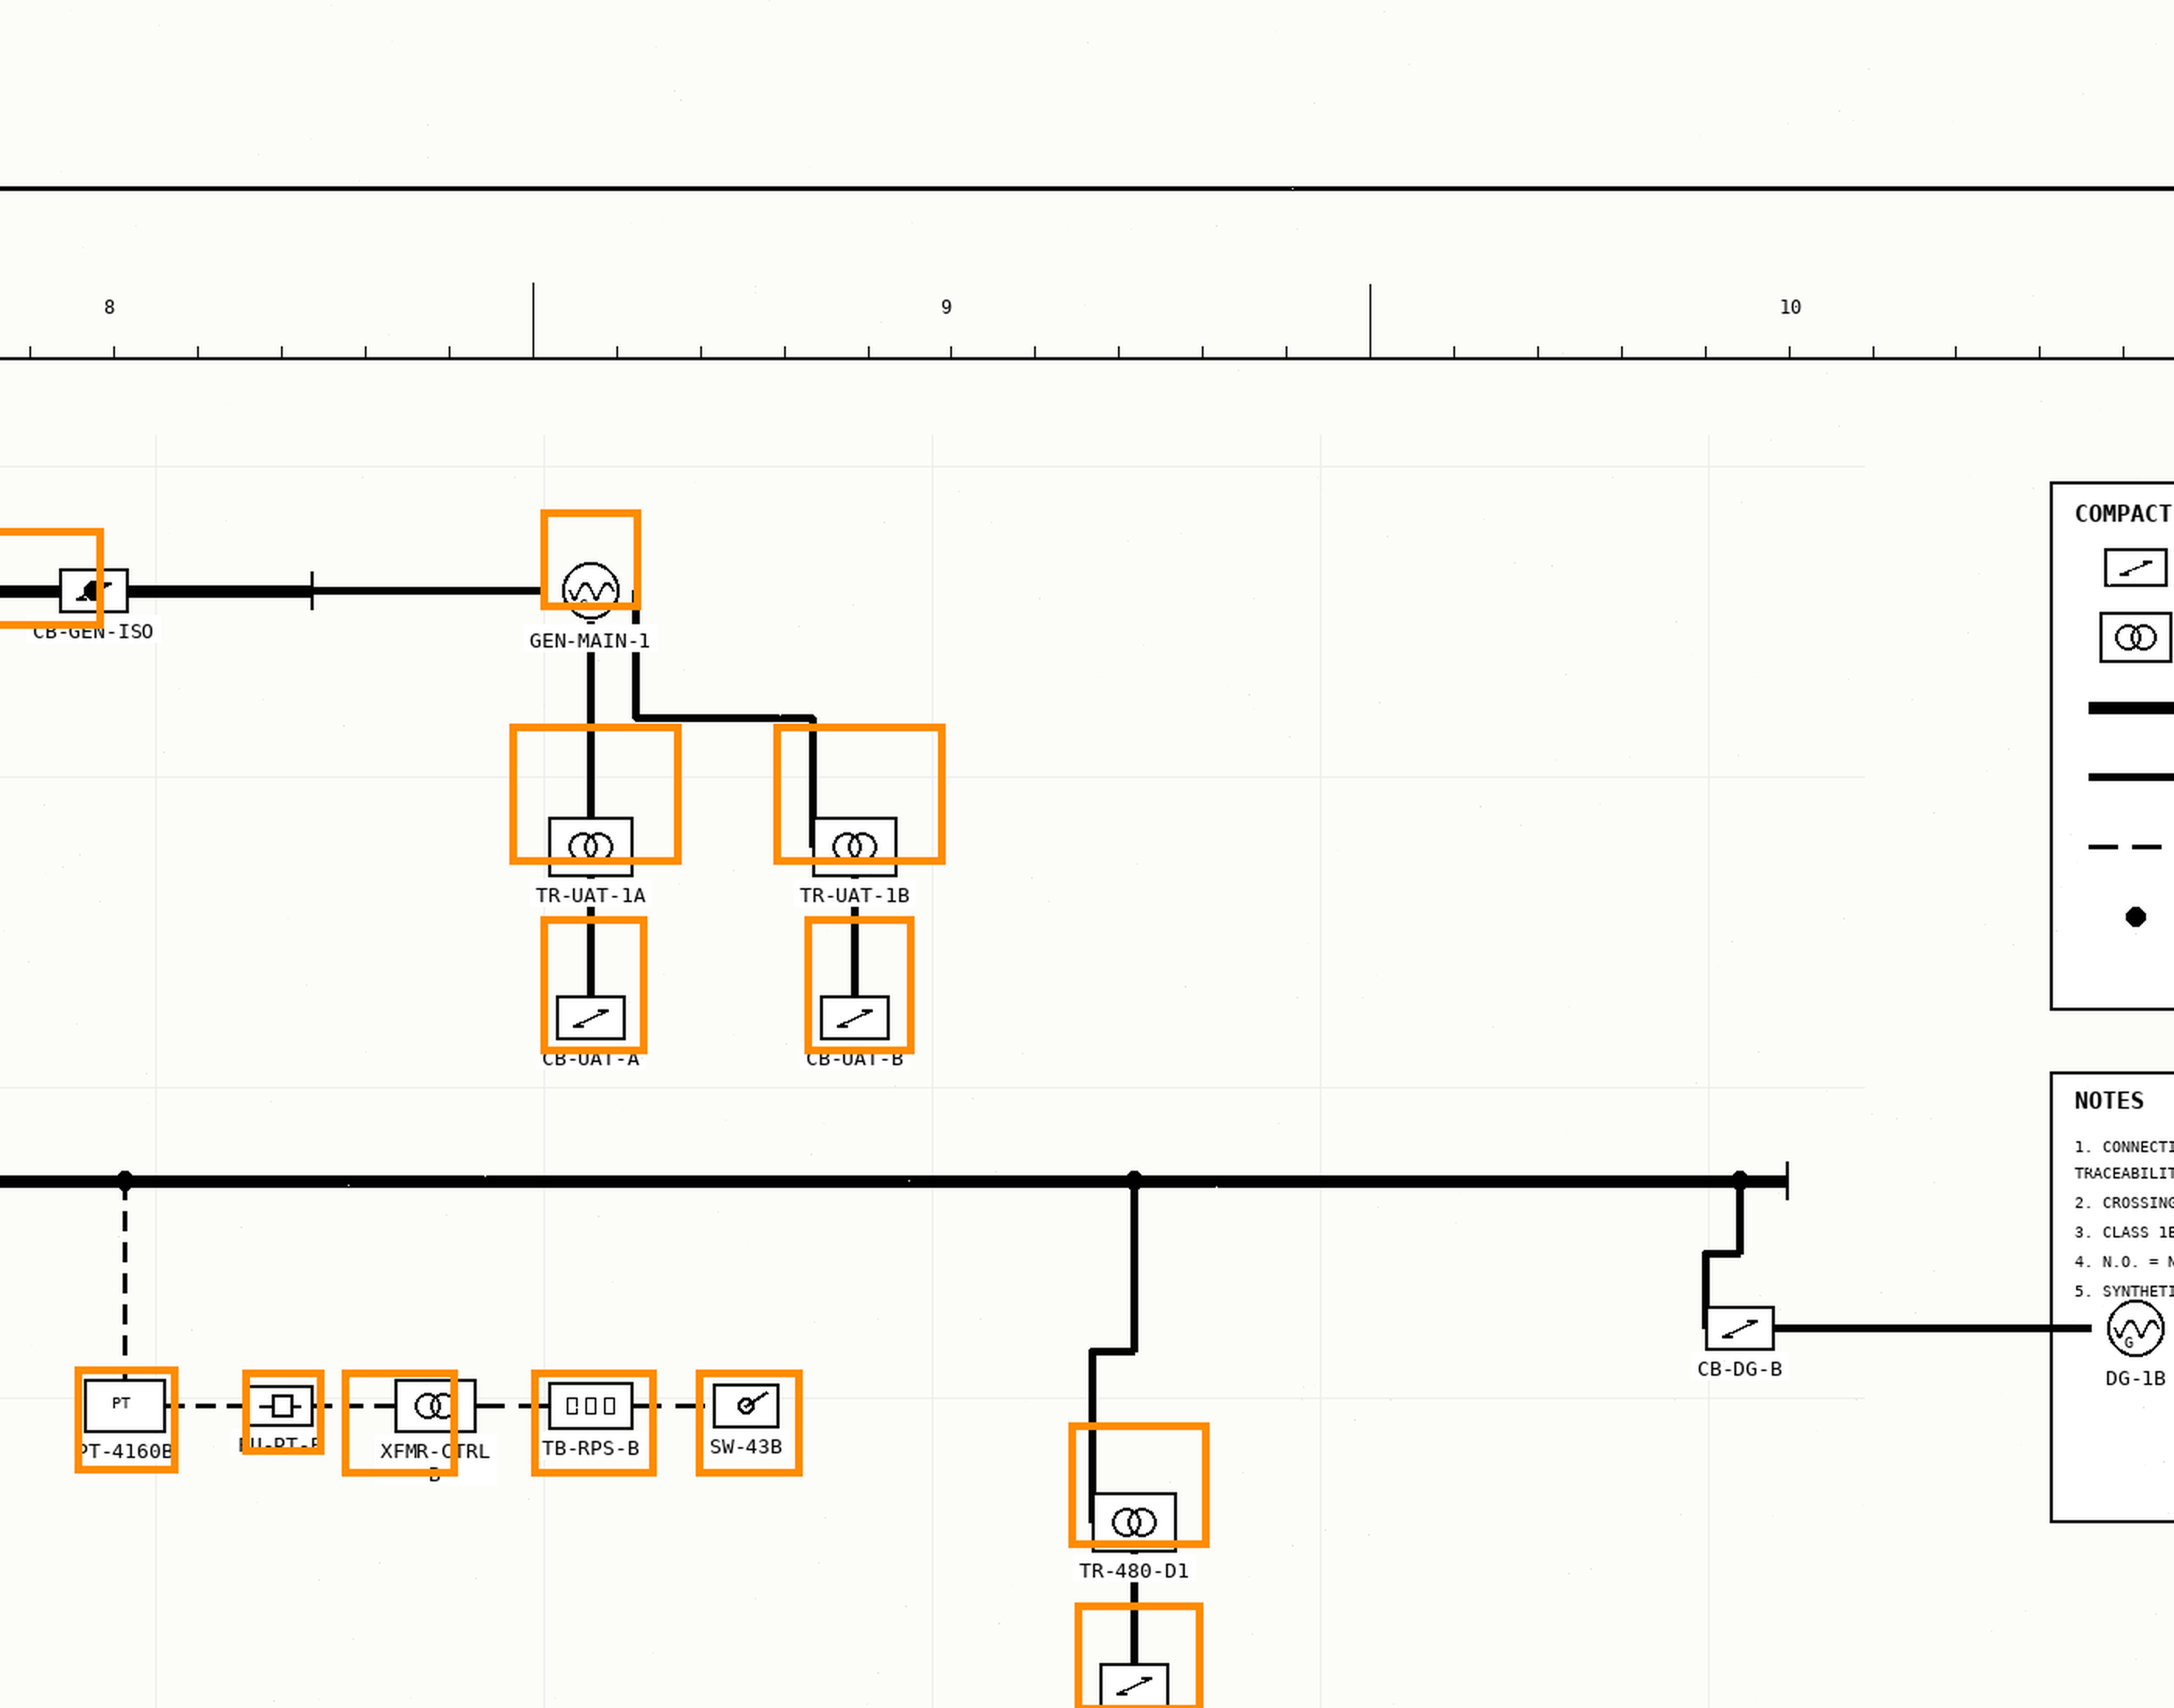 8
9
10
COMPACT
CB-GEN-ISO
GEN-MAIN-1
TR-UAT-1A
TR-UAT-1B
CB-UAT-A
CB-UAT-B
NOTES
1. CONNECTI
TRACEABILIT
2. CROSSING
3. CLASS 1E
4. N.O. = N
5. SYNTHETI
G
CB-DG-B
DG-1B
PT
PT-4160B
XFMR-CTRL
TB-RPS-B
SW-43B
TR-480-D1